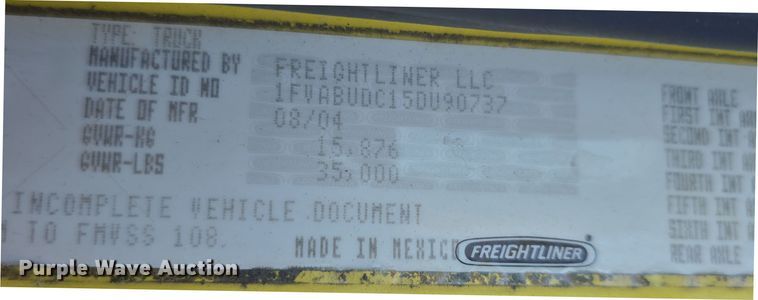 TYPE: TRUCK
MANUFACTURED BY FREIGHTLINER LLC
VEHICLE ID NO 1FVABUDC15DU90737
DATE OF MFR 08/04
GVWR-KG 15,876
GVWR-LBS 35,000
INCOMPLETE VEHICLE DOCUMENT
TO FMVSS 108.
MADE IN MEXICO
FREIGHTLINER
FRONT AXLE
FIRST INT
SECOND INT
THIRD INT
FOURTH INT
FIFTH INT
SIXTH INT
REAR AXLE
Purple Wave Auction